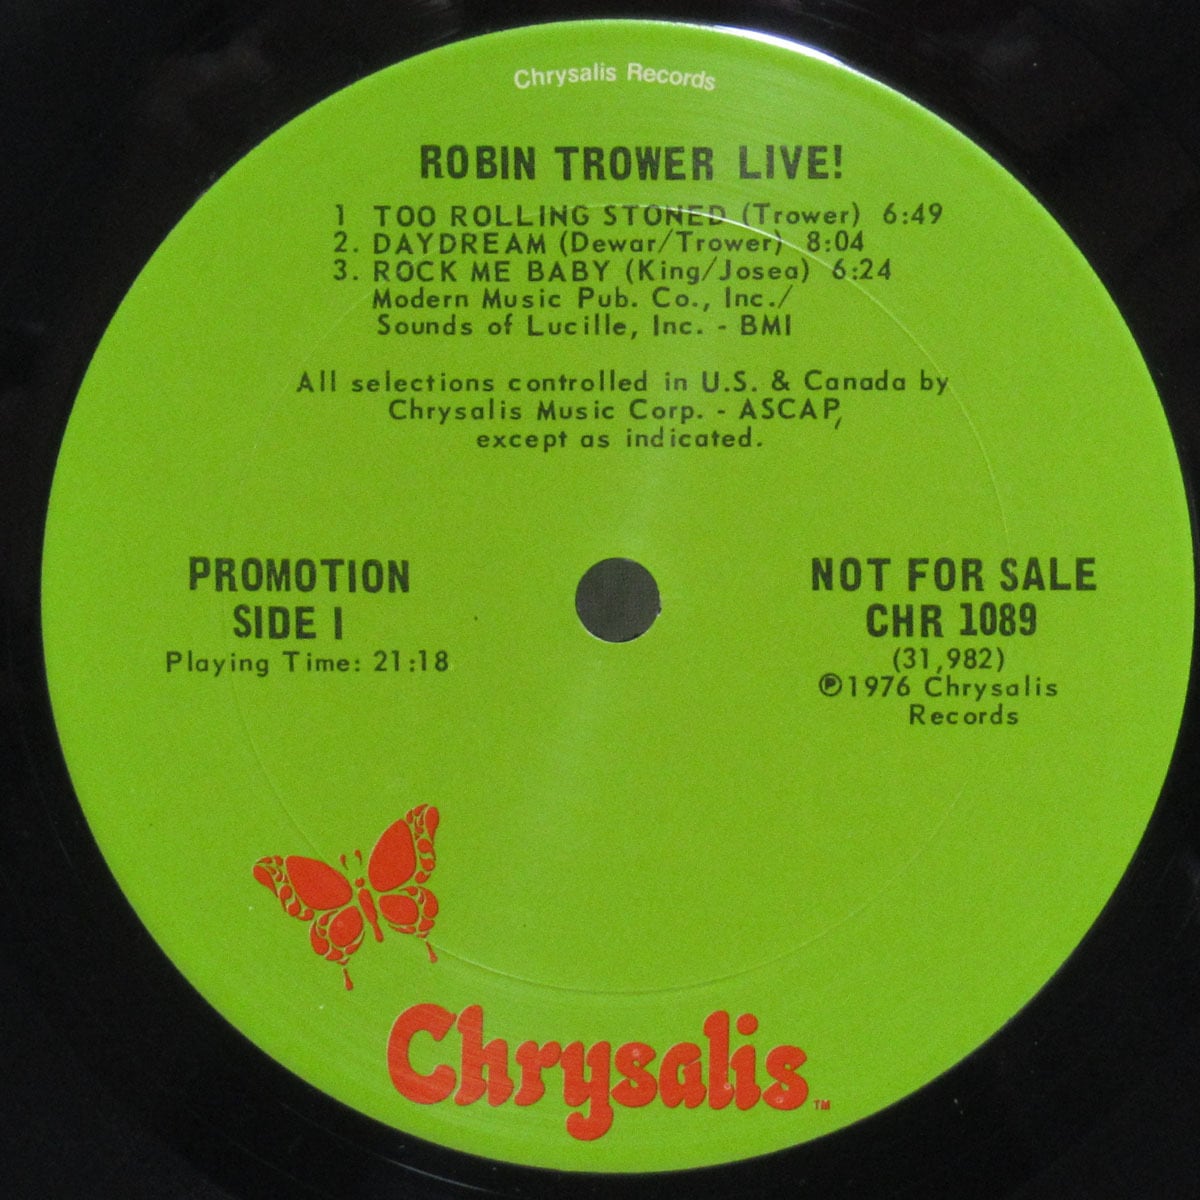 Chrysalis Records
ROBIN TROWER LIVE!
1 TOO ROLLING STONED (Trower) 6:49
2. DAYDREAM (Dewar/Trower) 8:04
3. ROCK ME BABY (King/Josea) 6:24
Modern Music Pub. Co., Inc./
Sounds of Lucille, Inc. - BMI
All selections controlled in U.S. & Canada by
Chrysalis Music Corp. - ASCAP,
except as indicated.
PROMOTION
SIDE I
Playing Time: 21:18
NOT FOR SALE
CHR 1089
(31,982)
℗1976 Chrysalis
Records
Chrysalis™